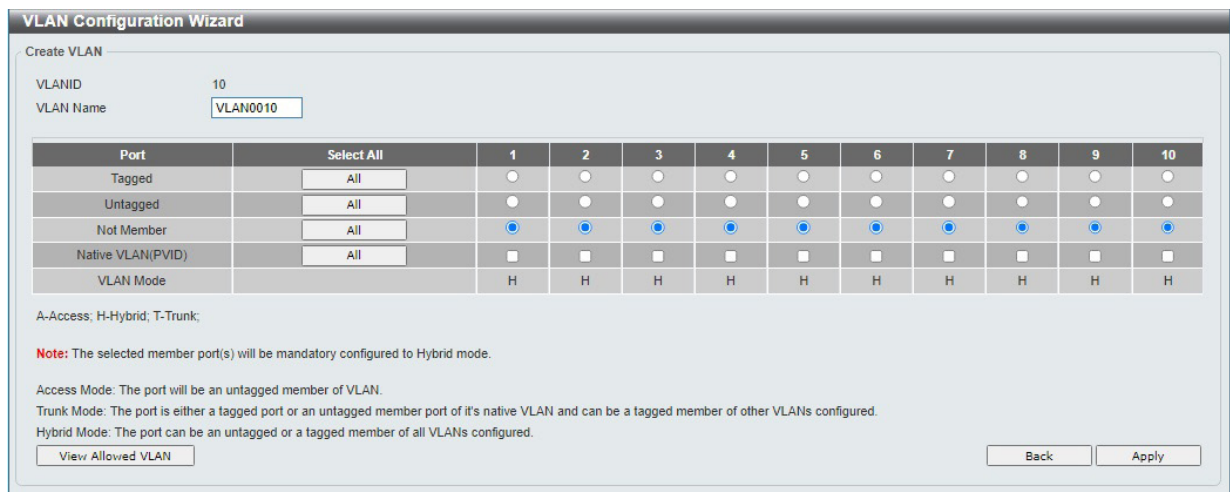 VLAN Configuration Wizard
Create VLAN
VLANID 10
VLAN Name VLAN0010
Port Select All 1 2 3 4 5 6 7 8 9 10
Tagged All
Untagged All
Not Member All
Native VLAN(PVID) All
VLAN Mode H H H H H H H H H H
A-Access; H-Hybrid; T-Trunk;
Note: The selected member port(s) will be mandatory configured to Hybrid mode.
Access Mode: The port will be an untagged member of VLAN.
Trunk Mode: The port is either a tagged port or an untagged member port of it's native VLAN and can be a tagged member of other VLANs configured.
Hybrid Mode: The port can be an untagged or a tagged member of all VLANs configured.
View Allowed VLAN Back Apply